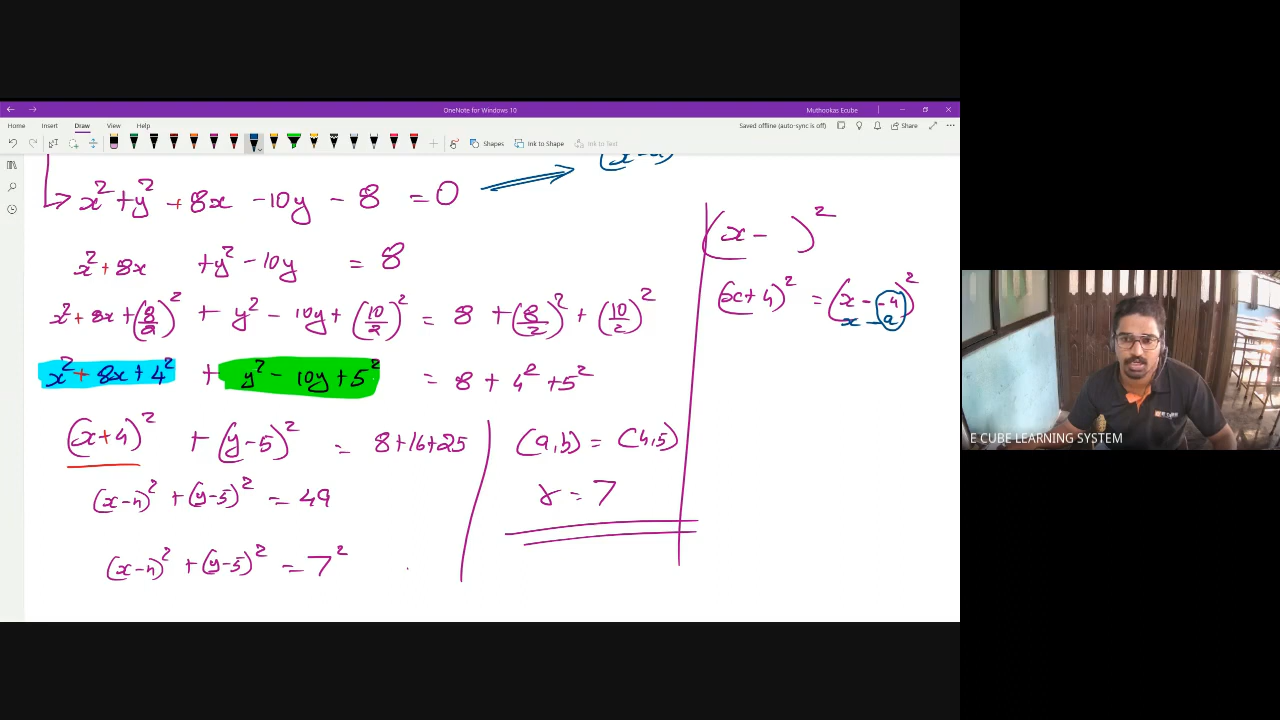 OneNote for Windows 10
Muthookas Ecube
Home Insert Draw View Help
Saved offline (auto-sync is off) Share
Shapes Ink to Shape Ink to Text
x² + y² + 8x - 10y - 8 = 0
x² + 8x + y² - 10y = 8
x² + 8x + (8/2)² + y² - 10y + (10/2)² = 8 + (8/2)² + (10/2)²
x² + 8x + 4² + y² - 10y + 5² = 8 + 4² + 5²
(x+4)² + (y-5)² = 8+16+25
(x-4)² + (y-5)² = 49
(x-4)² + (y-5)² = 7²
(a,b) = (4,5)
r = 7
(x - )²
(x+4)² = (x - -4)²
x - a
E CUBE LEARNING SYSTEM